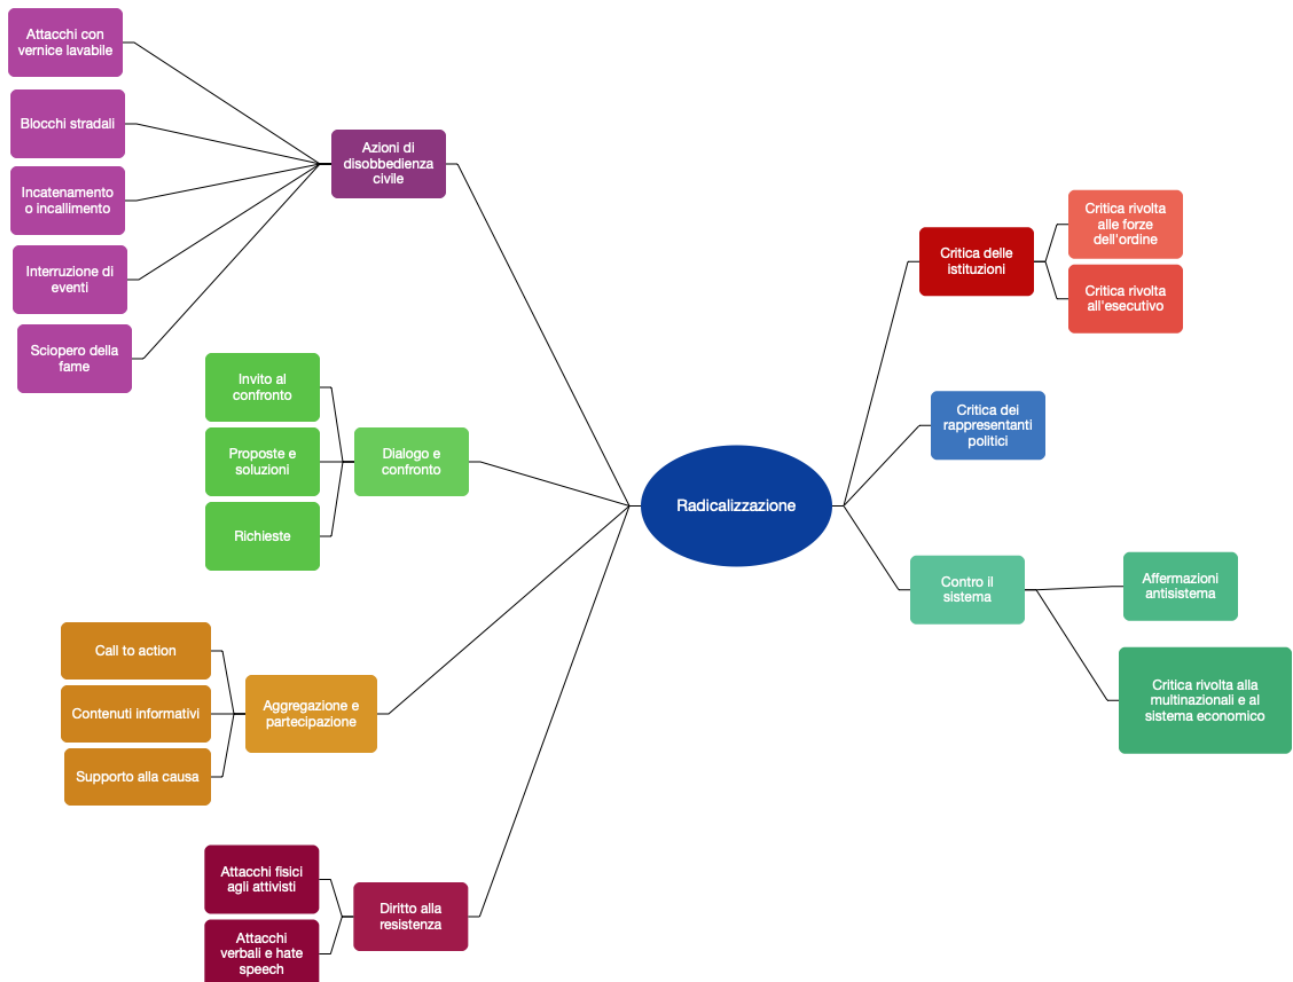 Attacchi con
vernice lavabile
Blocchi stradali
Incatenamento
o incallimento
Interruzione di
eventi
Sciopero della
fame
Azioni di
disobbedienza
civile
Invito al
confronto
Proposte e
soluzioni
Richieste
Dialogo e
confronto
Call to action
Contenuti informativi
Supporto alla causa
Aggregazione e
partecipazione
Attacchi fisici
agli attivisti
Attacchi
verbali e hate
speech
Diritto alla
resistenza
Radicalizzazione
Critica delle
istituzioni
Critica rivolta
alle forze
dell'ordine
Critica rivolta
all'esecutivo
Critica dei
rappresentanti
politici
Contro il
sistema
Affermazioni
antisistema
Critica rivolta alla
multinazionali e al
sistema economico